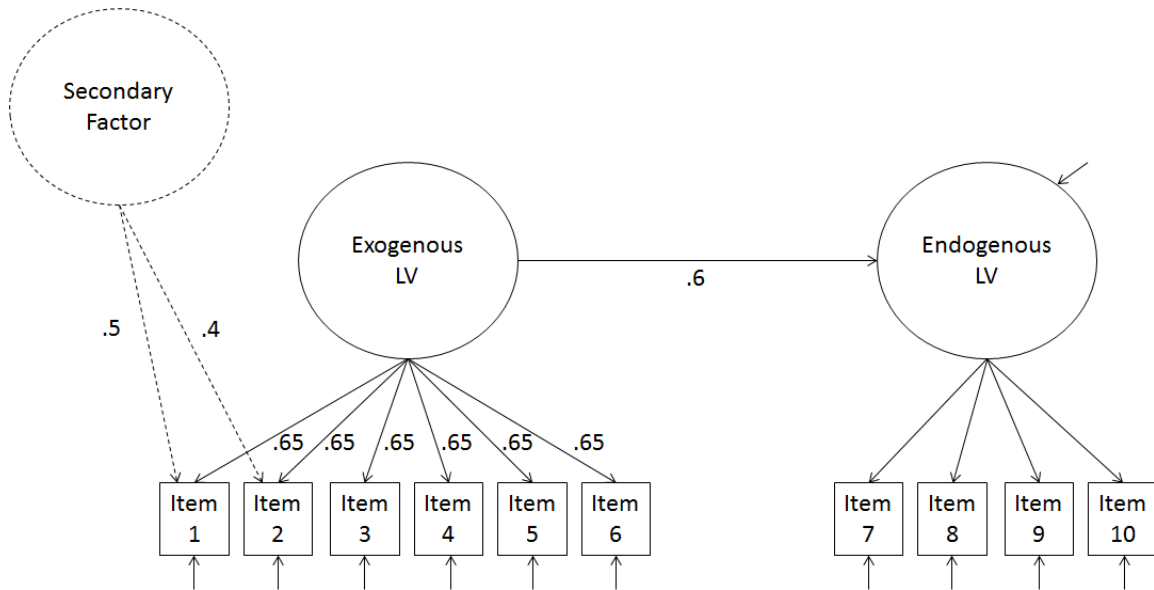 Secondary
Factor
Exogenous
LV
Endogenous
LV
.6
.5
.4
.65
.65
.65
.65
.65
.65
Item
1
Item
2
Item
3
Item
4
Item
5
Item
6
Item
7
Item
8
Item
9
Item
10